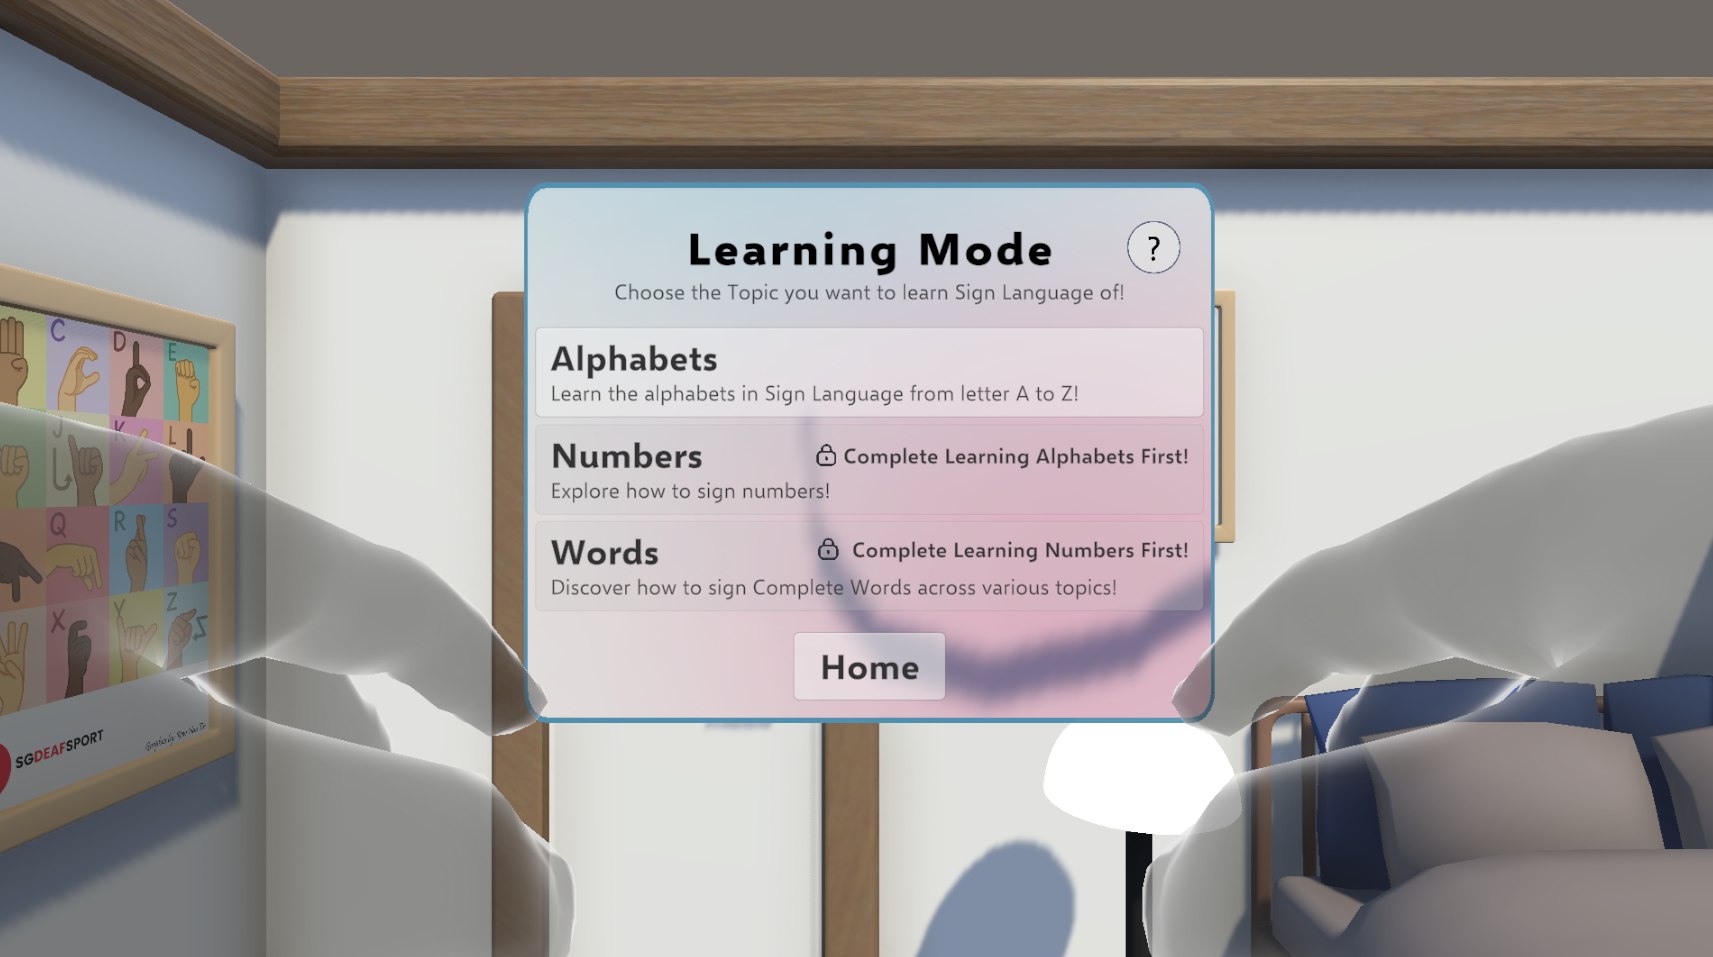 Learning Mode
?
Choose the Topic you want to learn Sign Language of!
Alphabets
Learn the alphabets in Sign Language from letter A to Z!
Numbers
Complete Learning Alphabets First!
Explore how to sign numbers!
Words
Complete Learning Numbers First!
Discover how to sign Complete Words across various topics!
Home
C D E
J K L
Q R S
X Y Z
SGDEAFSPORT